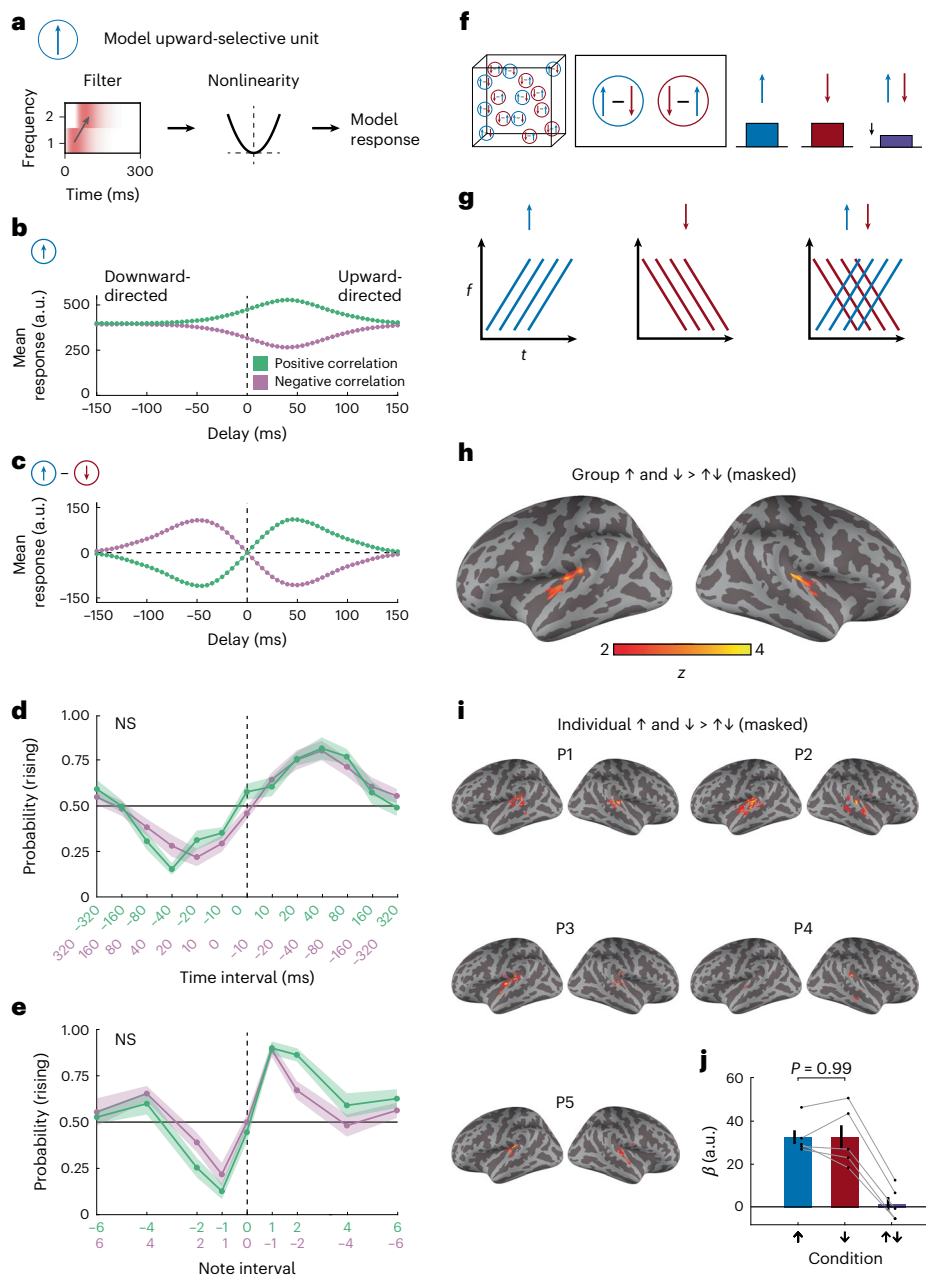 a
Model upward-selective unit
Filter
Nonlinearity
Frequency
2
1
0
300
Time (ms)
Model
response
b
Downward-
directed
Upward-
directed
Mean
response (a.u.)
500
250
0
Positive correlation
Negative correlation
–150 –100 –50 0 50 100 150
Delay (ms)
c
–
Mean
response (a.u.)
150
0
–150
–150 –100 –50 0 50 100 150
Delay (ms)
d
NS
Probability (rising)
1.00
0.75
0.50
0.25
0
–320 –160 –80 –40 –20 –10 0 10 20 40 80 160 320
320 160 80 40 20 10 0 –10 –20 –40 –80 –160 –320
Time interval (ms)
e
NS
Probability (rising)
1.00
0.75
0.50
0.25
0
–6 –4 –2 –1 0 1 2 4 6
6 4 2 1 0 –1 –2 –4 –6
Note interval
f
↑ – ↓ ↓ – ↑
g
f
t
h
Group ↑ and ↓ > ↑↓ (masked)
2 4
z
i
Individual ↑ and ↓ > ↑↓ (masked)
P1
P2
P3
P4
P5
j
P = 0.99
β (a.u.)
60
40
20
0
↑ ↓ ↑↓
Condition